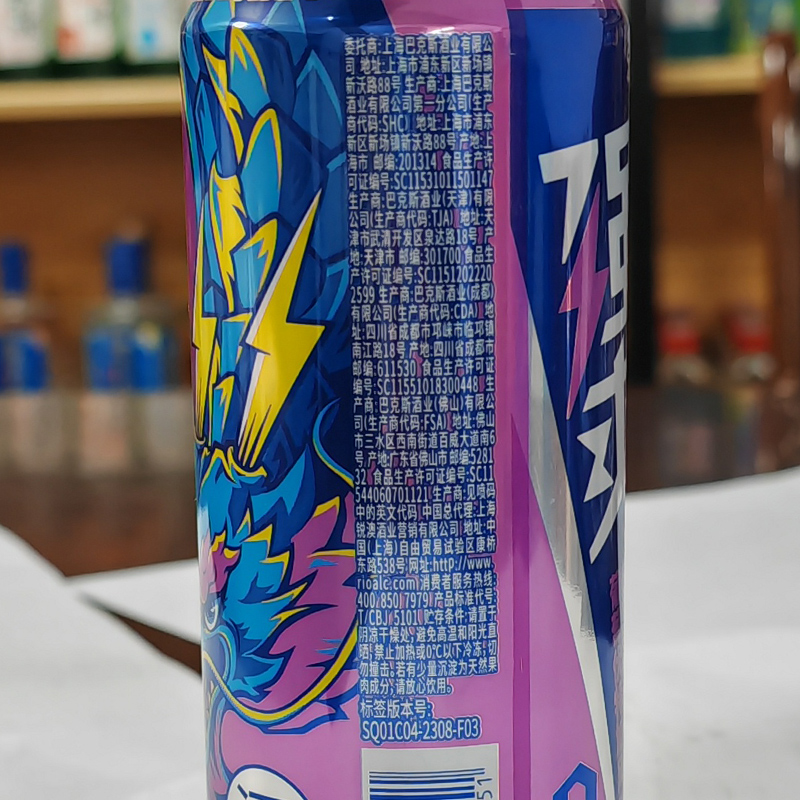 委托商:上海巴克斯酒业有限公
司 地址:上海市浦东新区新场镇
新沃路88号 生产商:上海巴克斯
酒业有限公司第二分公司(生产
商代码:SHC) 地址:上海市浦东
新区新场镇新沃路88号 产地:上
海市 邮编:201314 食品生产许
可证编号:SC11531011501147
生产商:巴克斯酒业(天津)有限
公司(生产商代码:TJA) 地址:天
津市武清开发区泉达路18号 产
地:天津市 邮编:301700 食品生
产许可证编号:SC1151202220
2599 生产商:巴克斯酒业(成都)
有限公司(生产商代码:CDA) 地
址:四川省成都市邛崃市临邛镇
南江路18号 产地:四川省成都市
邮编:611530 食品生产许可证
编号:SC11551018300448 生
产商:巴克斯酒业(佛山)有限公
司(生产商代码:FSA) 地址:佛山
市三水区西南街道百威大道南6
号 产地:广东省佛山市 邮编:5281
32 食品生产许可证编号:SC11
544060701121 生产商:见喷码
中的英文代码 中国总代理:上海
锐澳酒业营销有限公司 地址:中
国(上海)自由贸易试验区康桥
东路538号 网址:http://www.
rioalc.com 消费者服务热线:
400 850 7979 产品标准代号:
T/CBJ 5101 贮存条件:请置于
阴凉干燥处,避免高温和阳光直
晒;禁止加热或0℃以下冷冻;切
勿撞击。若有少量沉淀为天然果
肉成分,请放心饮用。
标签版本号:
SQ01C04-2308-F03
强
51